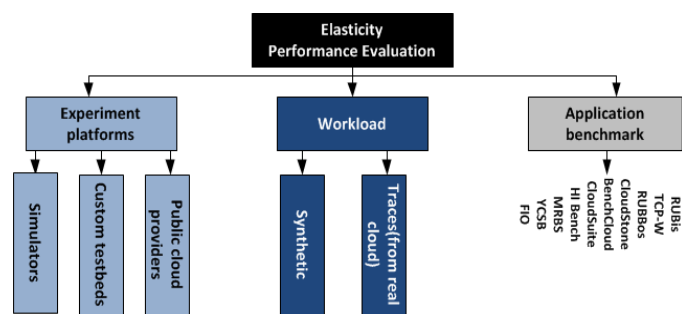 Elasticity
Performance Evaluation
Experiment
platforms
Workload
Application
benchmark
Simulators
Custom testbeds
Public cloud
providers
Synthetic
Traces(from real
cloud)
RUBis
TCP-W
RUBBos
CloudStone
BenchCloud
CloudSuite
HI Bench
MRBS
YCSB
FIO